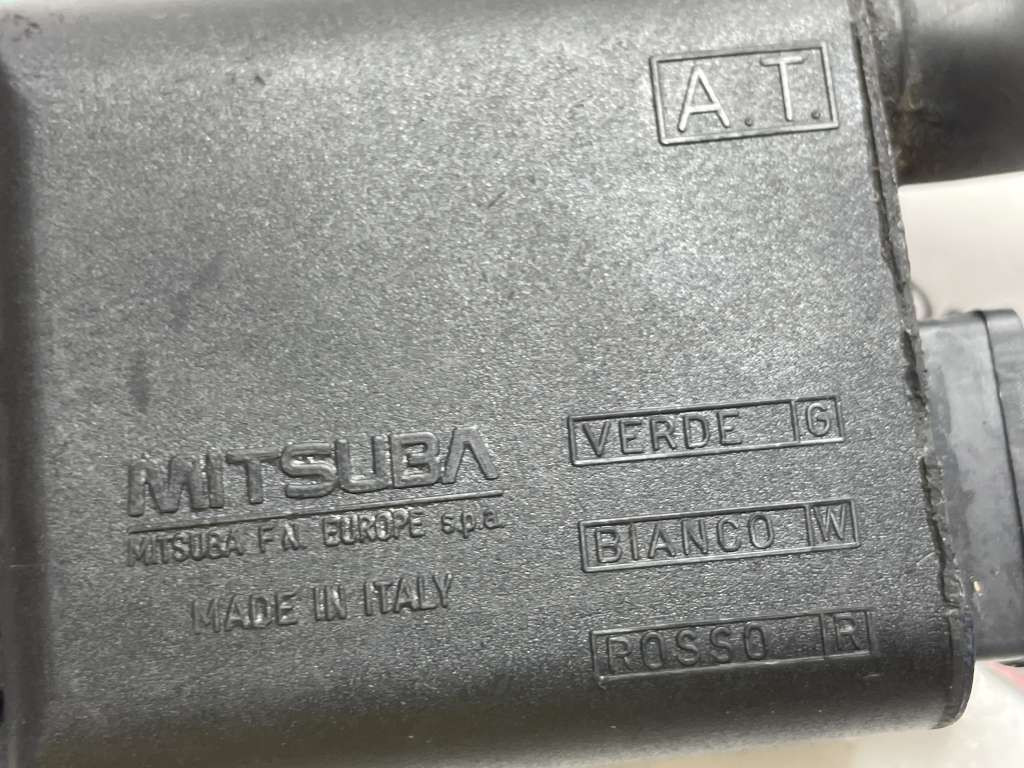 A.T.
MITSUBA
MITSUBA F.N. EUROPE s.p.a.
MADE IN ITALY
VERDE G
BIANCO W
ROSSO R